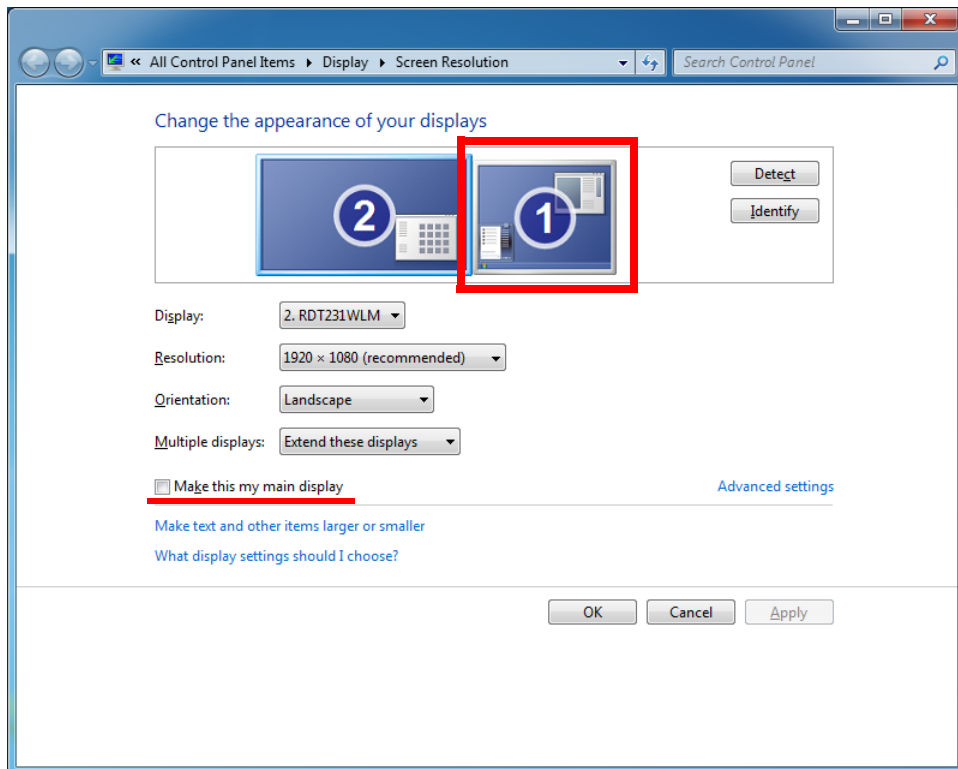 « All Control Panel Items ▸ Display ▸ Screen Resolution
Search Control Panel
Change the appearance of your displays
2
1
Detect
Identify
Display: 2. RDT231WLM
Resolution: 1920 × 1080 (recommended)
Orientation: Landscape
Multiple displays: Extend these displays
Make this my main display
Advanced settings
Make text and other items larger or smaller
What display settings should I choose?
OK Cancel Apply